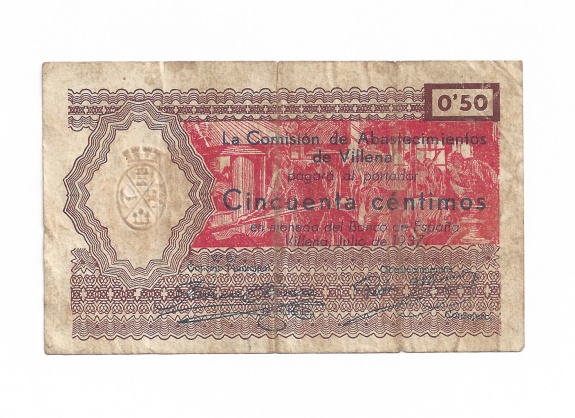 0'50
La Comisión de Abastecimientos
de Villena
pagará al portador
Cincuenta céntimos
en moneda del Banco de España
Villena, Julio de 1937